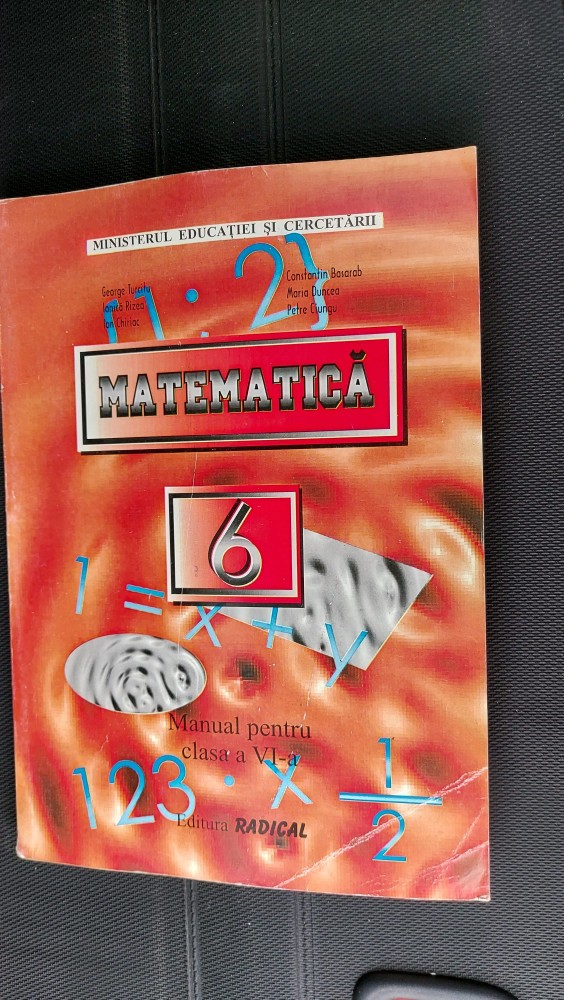 MINISTERUL EDUCAŢIEI ŞI CERCETĂRII
George Turcitu
Ionică Rizea
Ion Chiriac
Constantin Basarab
Maria Duncea
Petre Ciungu
1 : 2}
MATEMATICĂ
6
1 = x + y
Manual pentru
clasa a VI-a
123 · x 1/2
Editura RADICAL